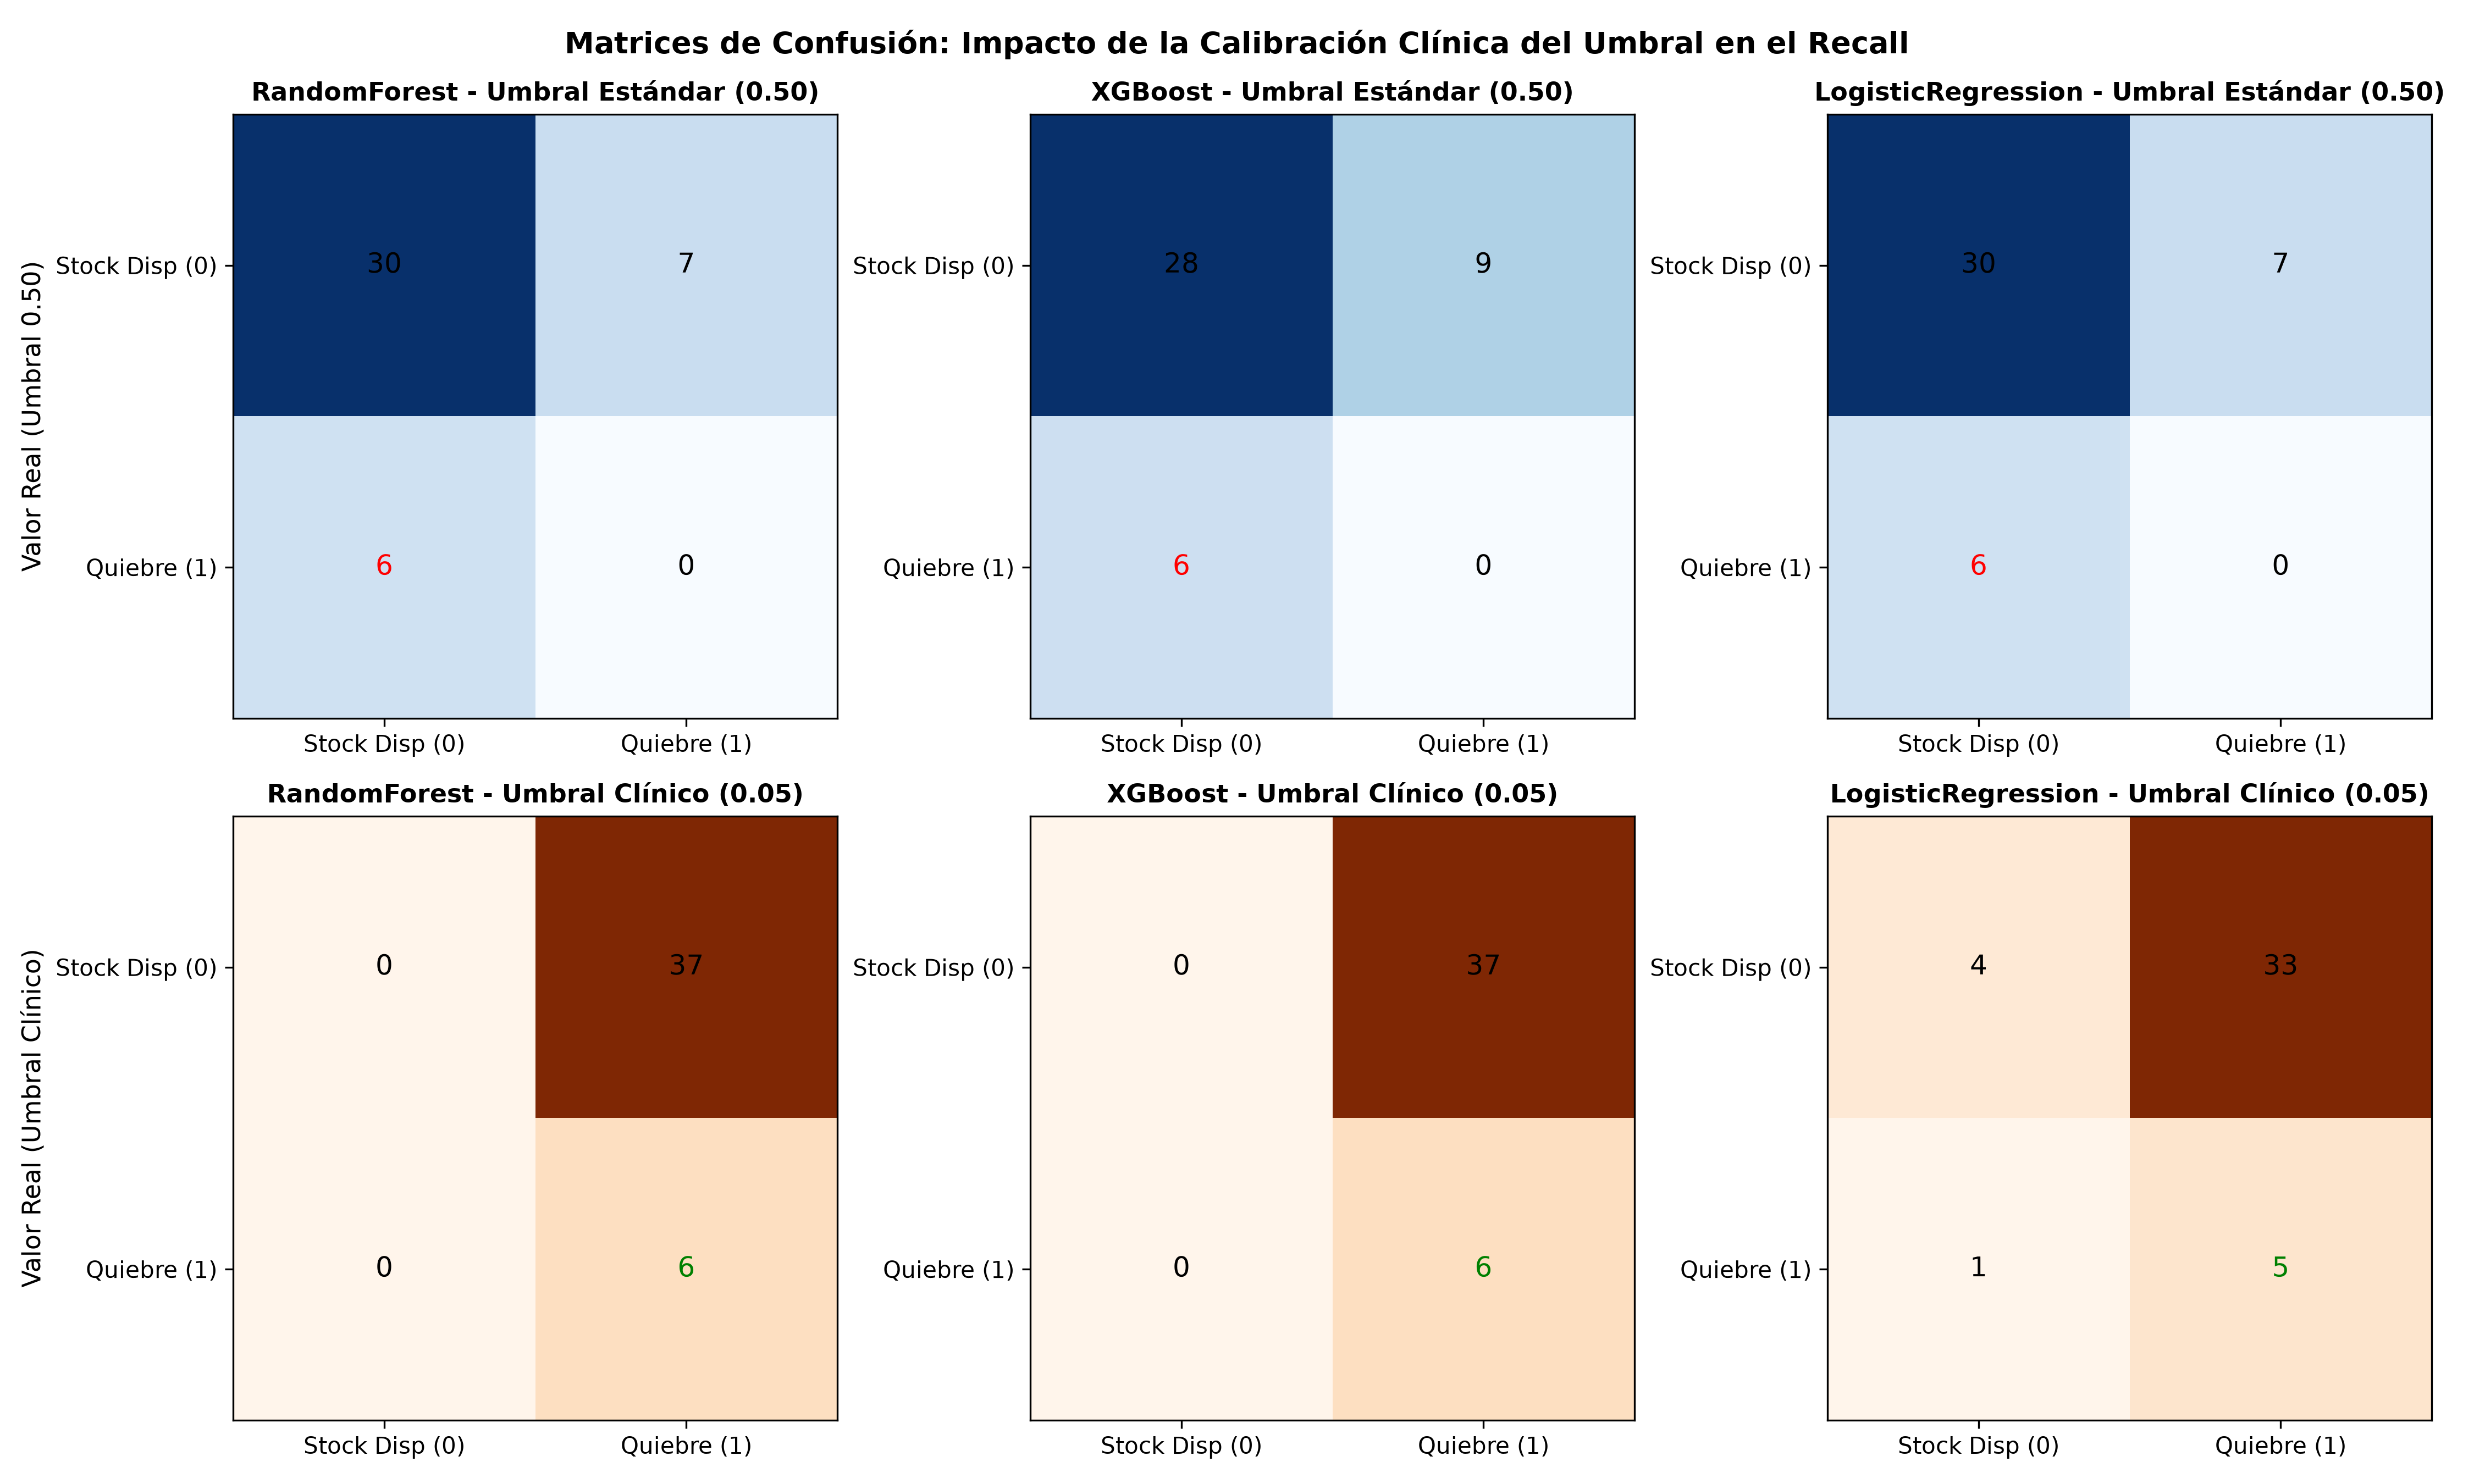 Matrices de Confusión: Impacto de la Calibración Clínica del Umbral en el Recall
RandomForest - Umbral Estándar (0.50)
Valor Real (Umbral 0.50)
Stock Disp (0)
30
7
Quiebre (1)
6
0
Stock Disp (0)
Quiebre (1)
XGBoost - Umbral Estándar (0.50)
Stock Disp (0)
28
9
Quiebre (1)
6
0
Stock Disp (0)
Quiebre (1)
LogisticRegression - Umbral Estándar (0.50)
Stock Disp (0)
30
7
Quiebre (1)
6
0
Stock Disp (0)
Quiebre (1)
RandomForest - Umbral Clínico (0.05)
Valor Real (Umbral Clínico)
Stock Disp (0)
0
37
Quiebre (1)
0
6
Stock Disp (0)
Quiebre (1)
XGBoost - Umbral Clínico (0.05)
Stock Disp (0)
0
37
Quiebre (1)
0
6
Stock Disp (0)
Quiebre (1)
LogisticRegression - Umbral Clínico (0.05)
Stock Disp (0)
4
33
Quiebre (1)
1
5
Stock Disp (0)
Quiebre (1)